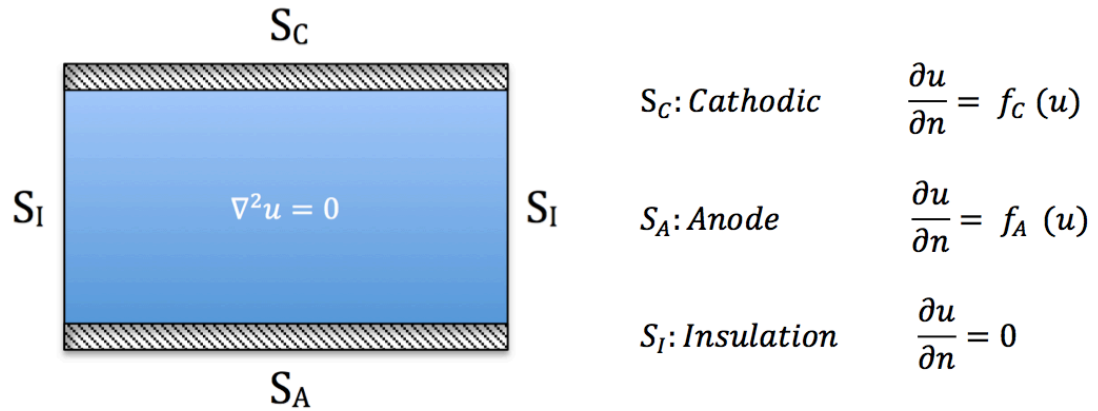 S_C
S_I
∇²u = 0
S_I
S_A
S_C: Cathodic ∂u/∂n = f_C (u)
S_A: Anode ∂u/∂n = f_A (u)
S_I: Insulation ∂u/∂n = 0